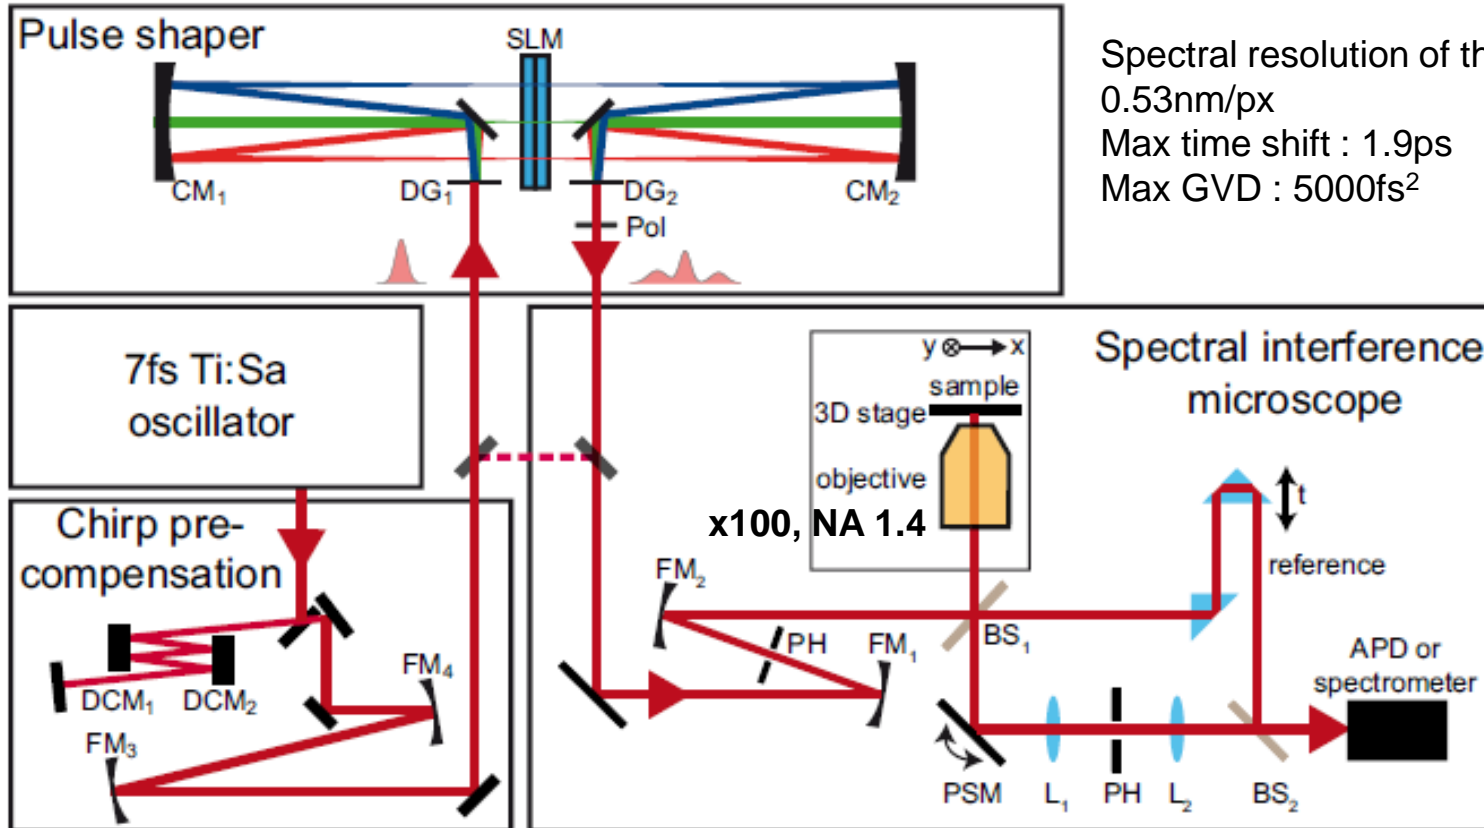 Pulse shaper
SLM
CM₁
DG₁
DG₂
CM₂
Pol
Spectral resolution of th
0.53nm/px
Max time shift : 1.9ps
Max GVD : 5000fs²
7fs Ti:Sa
oscillator
Chirp pre-
compensation
DCM₁
DCM₂
FM₄
FM₃
Spectral interference
microscope
y ⊗→ x
sample
3D stage
objective
x100, NA 1.4
t
reference
FM₂
PH
FM₁
BS₁
APD or
spectrometer
PSM
L₁
PH
L₂
BS₂